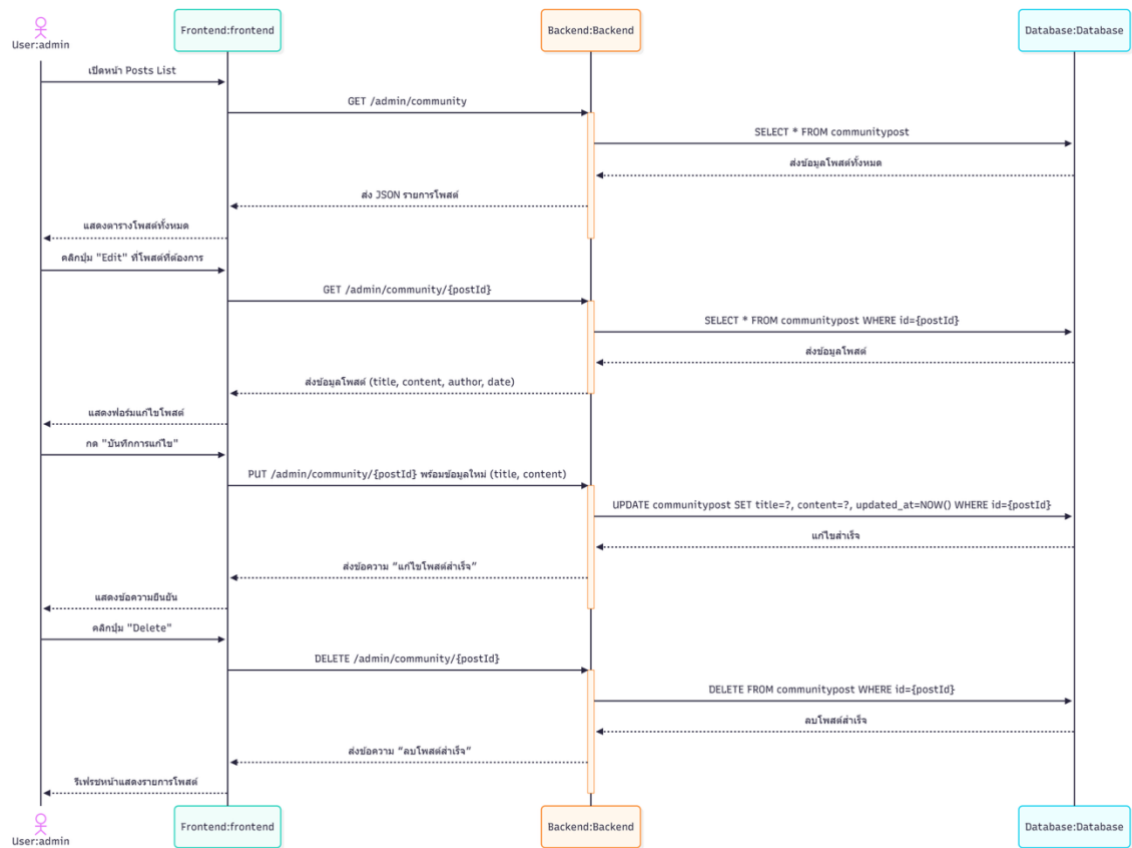 User:admin
Frontend:frontend
Backend:Backend
Database:Database
เปิดหน้า Posts List
GET /admin/community
SELECT * FROM communitypost
ส่งข้อมูลโพสต์ทั้งหมด
ส่ง JSON รายการโพสต์
แสดงตารางโพสต์ทั้งหมด
คลิกปุ่ม "Edit" ที่โพสต์ที่ต้องการ
GET /admin/community/{postId}
SELECT * FROM communitypost WHERE id={postId}
ส่งข้อมูลโพสต์
ส่งข้อมูลโพสต์ (title, content, author, date)
แสดงฟอร์มแก้ไขโพสต์
กด "บันทึกการแก้ไข"
PUT /admin/community/{postId} พร้อมข้อมูลใหม่ (title, content)
UPDATE communitypost SET title=?, content=?, updated_at=NOW() WHERE id={postId}
แก้ไขสำเร็จ
ส่งข้อความ "แก้ไขโพสต์สำเร็จ"
แสดงข้อความยืนยัน
คลิกปุ่ม "Delete"
DELETE /admin/community/{postId}
DELETE FROM communitypost WHERE id={postId}
ลบโพสต์สำเร็จ
ส่งข้อความ "ลบโพสต์สำเร็จ"
รีเฟรชหน้าแสดงรายการโพสต์
User:admin
Frontend:frontend
Backend:Backend
Database:Database